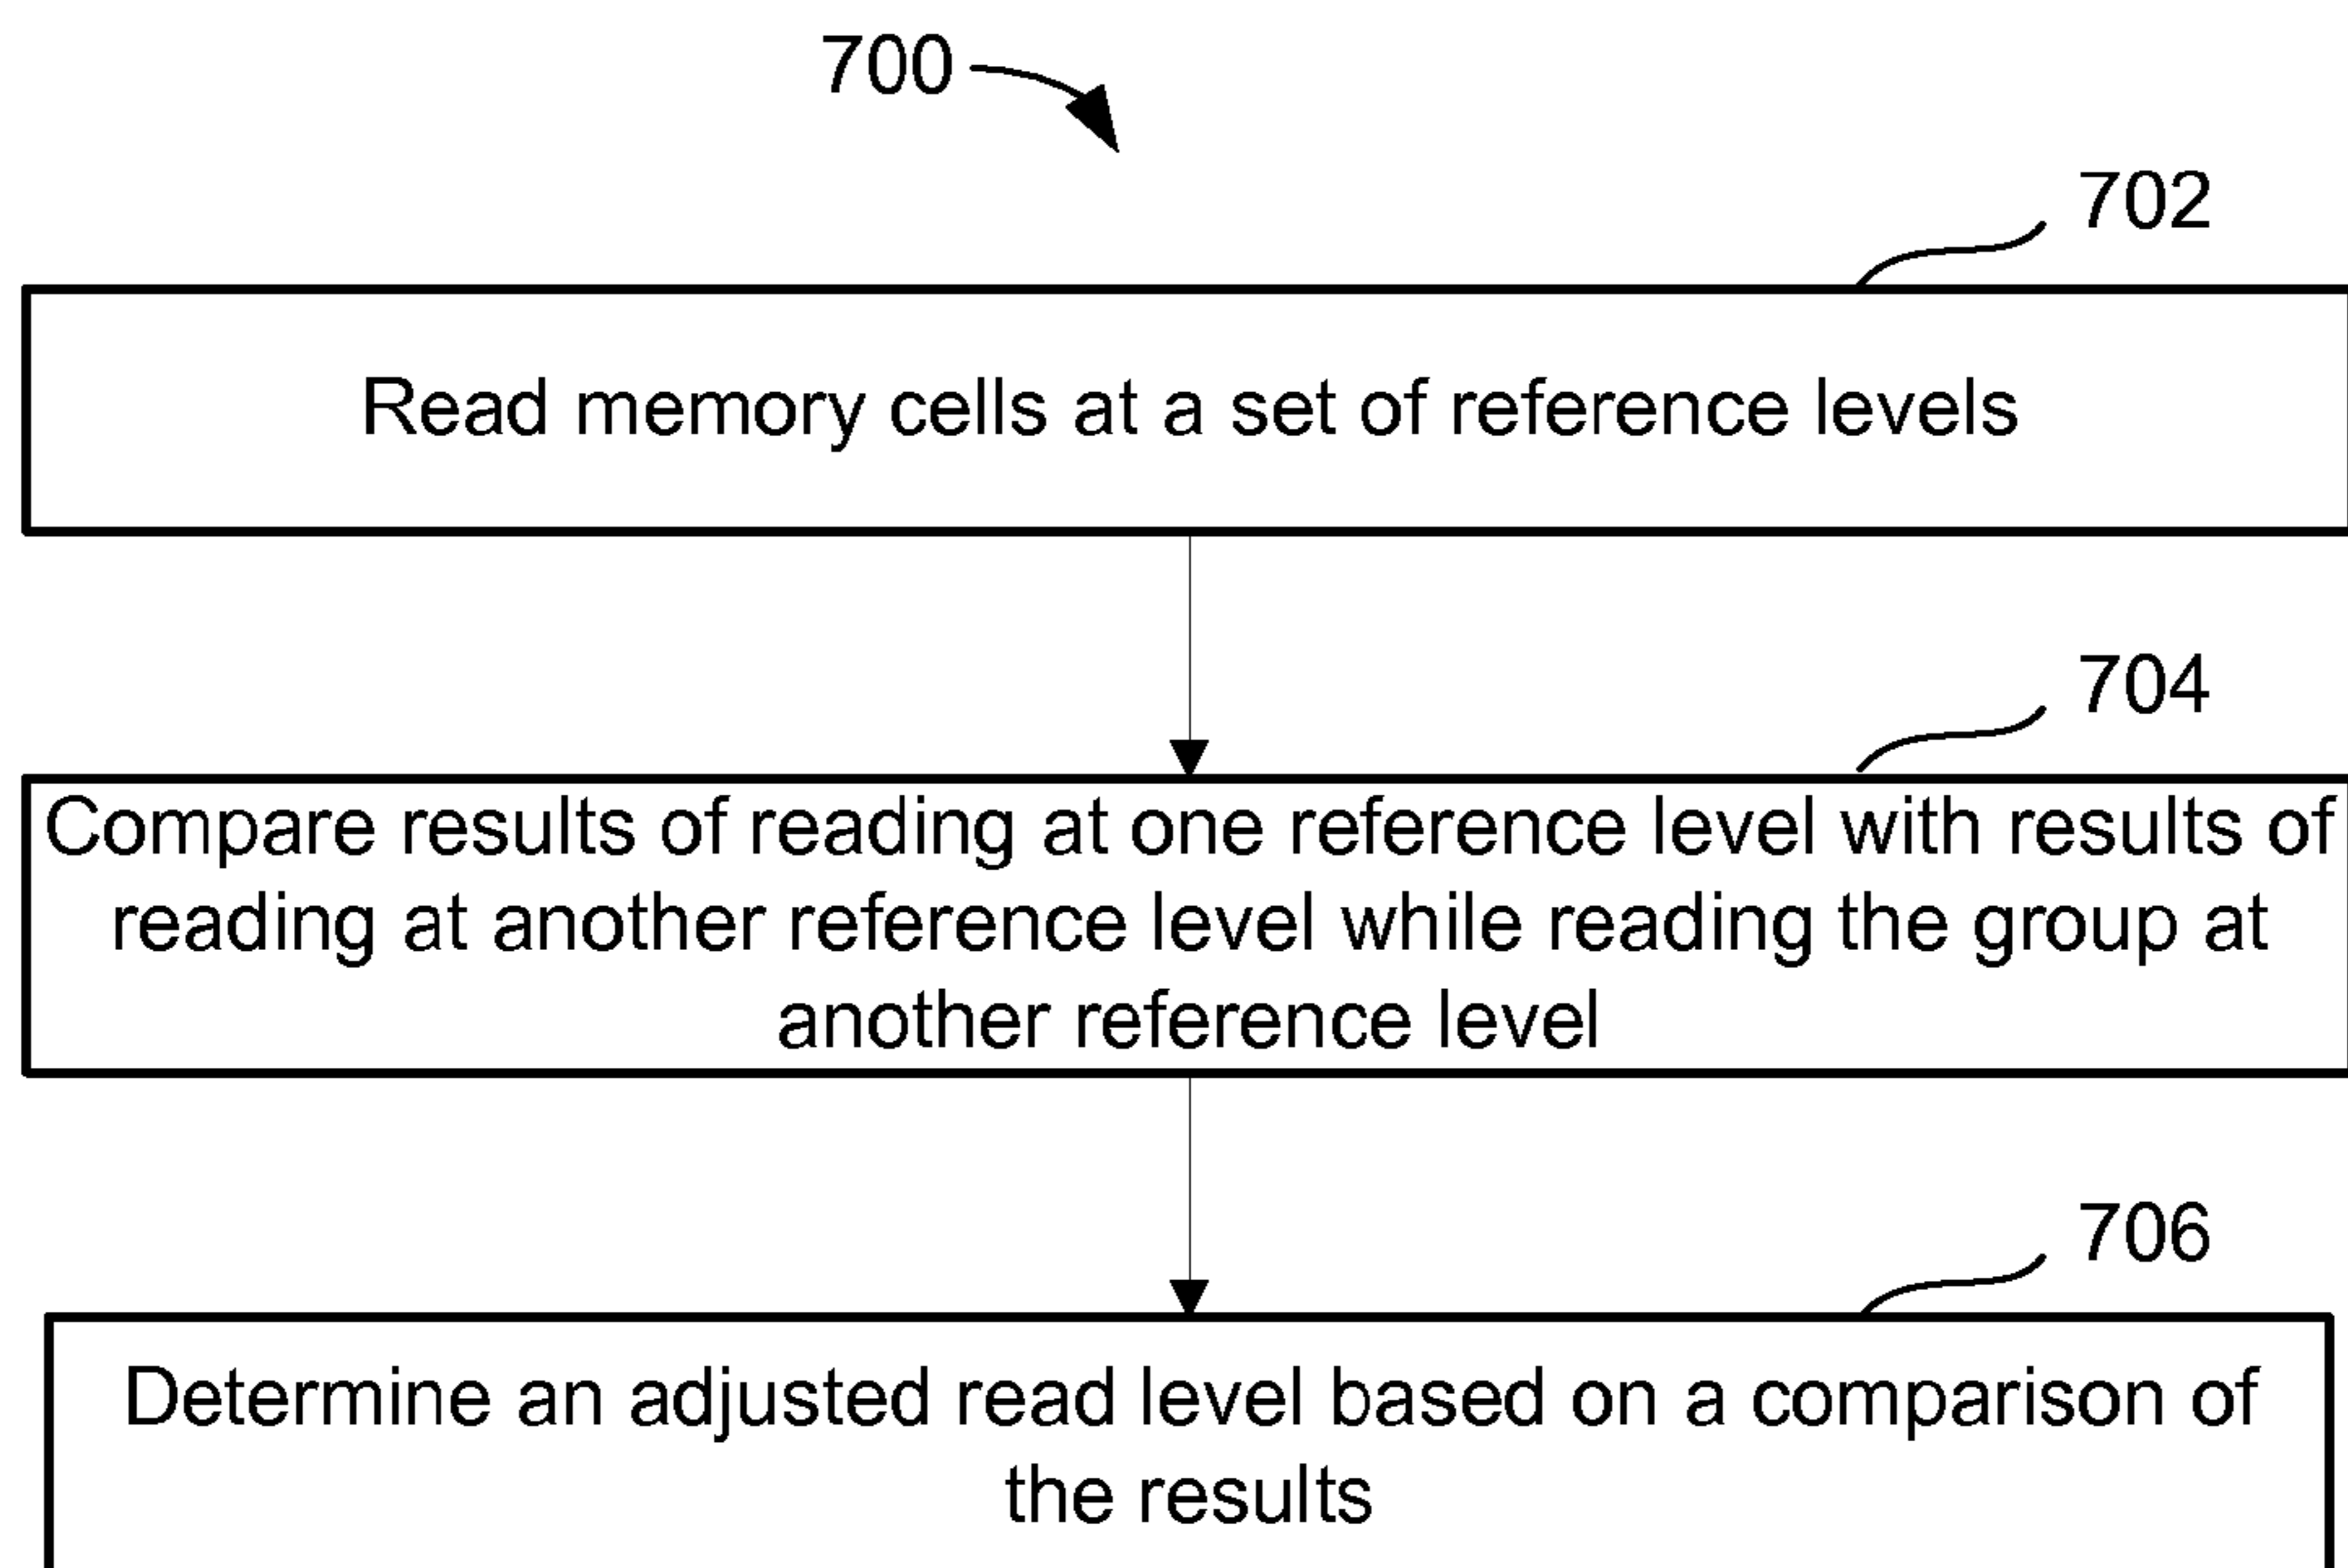 700
702
Read memory cells at a set of reference levels
704
Compare results of reading at one reference level with results of
reading at another reference level while reading the group at
another reference level
706
Determine an adjusted read level based on a comparison of
the results